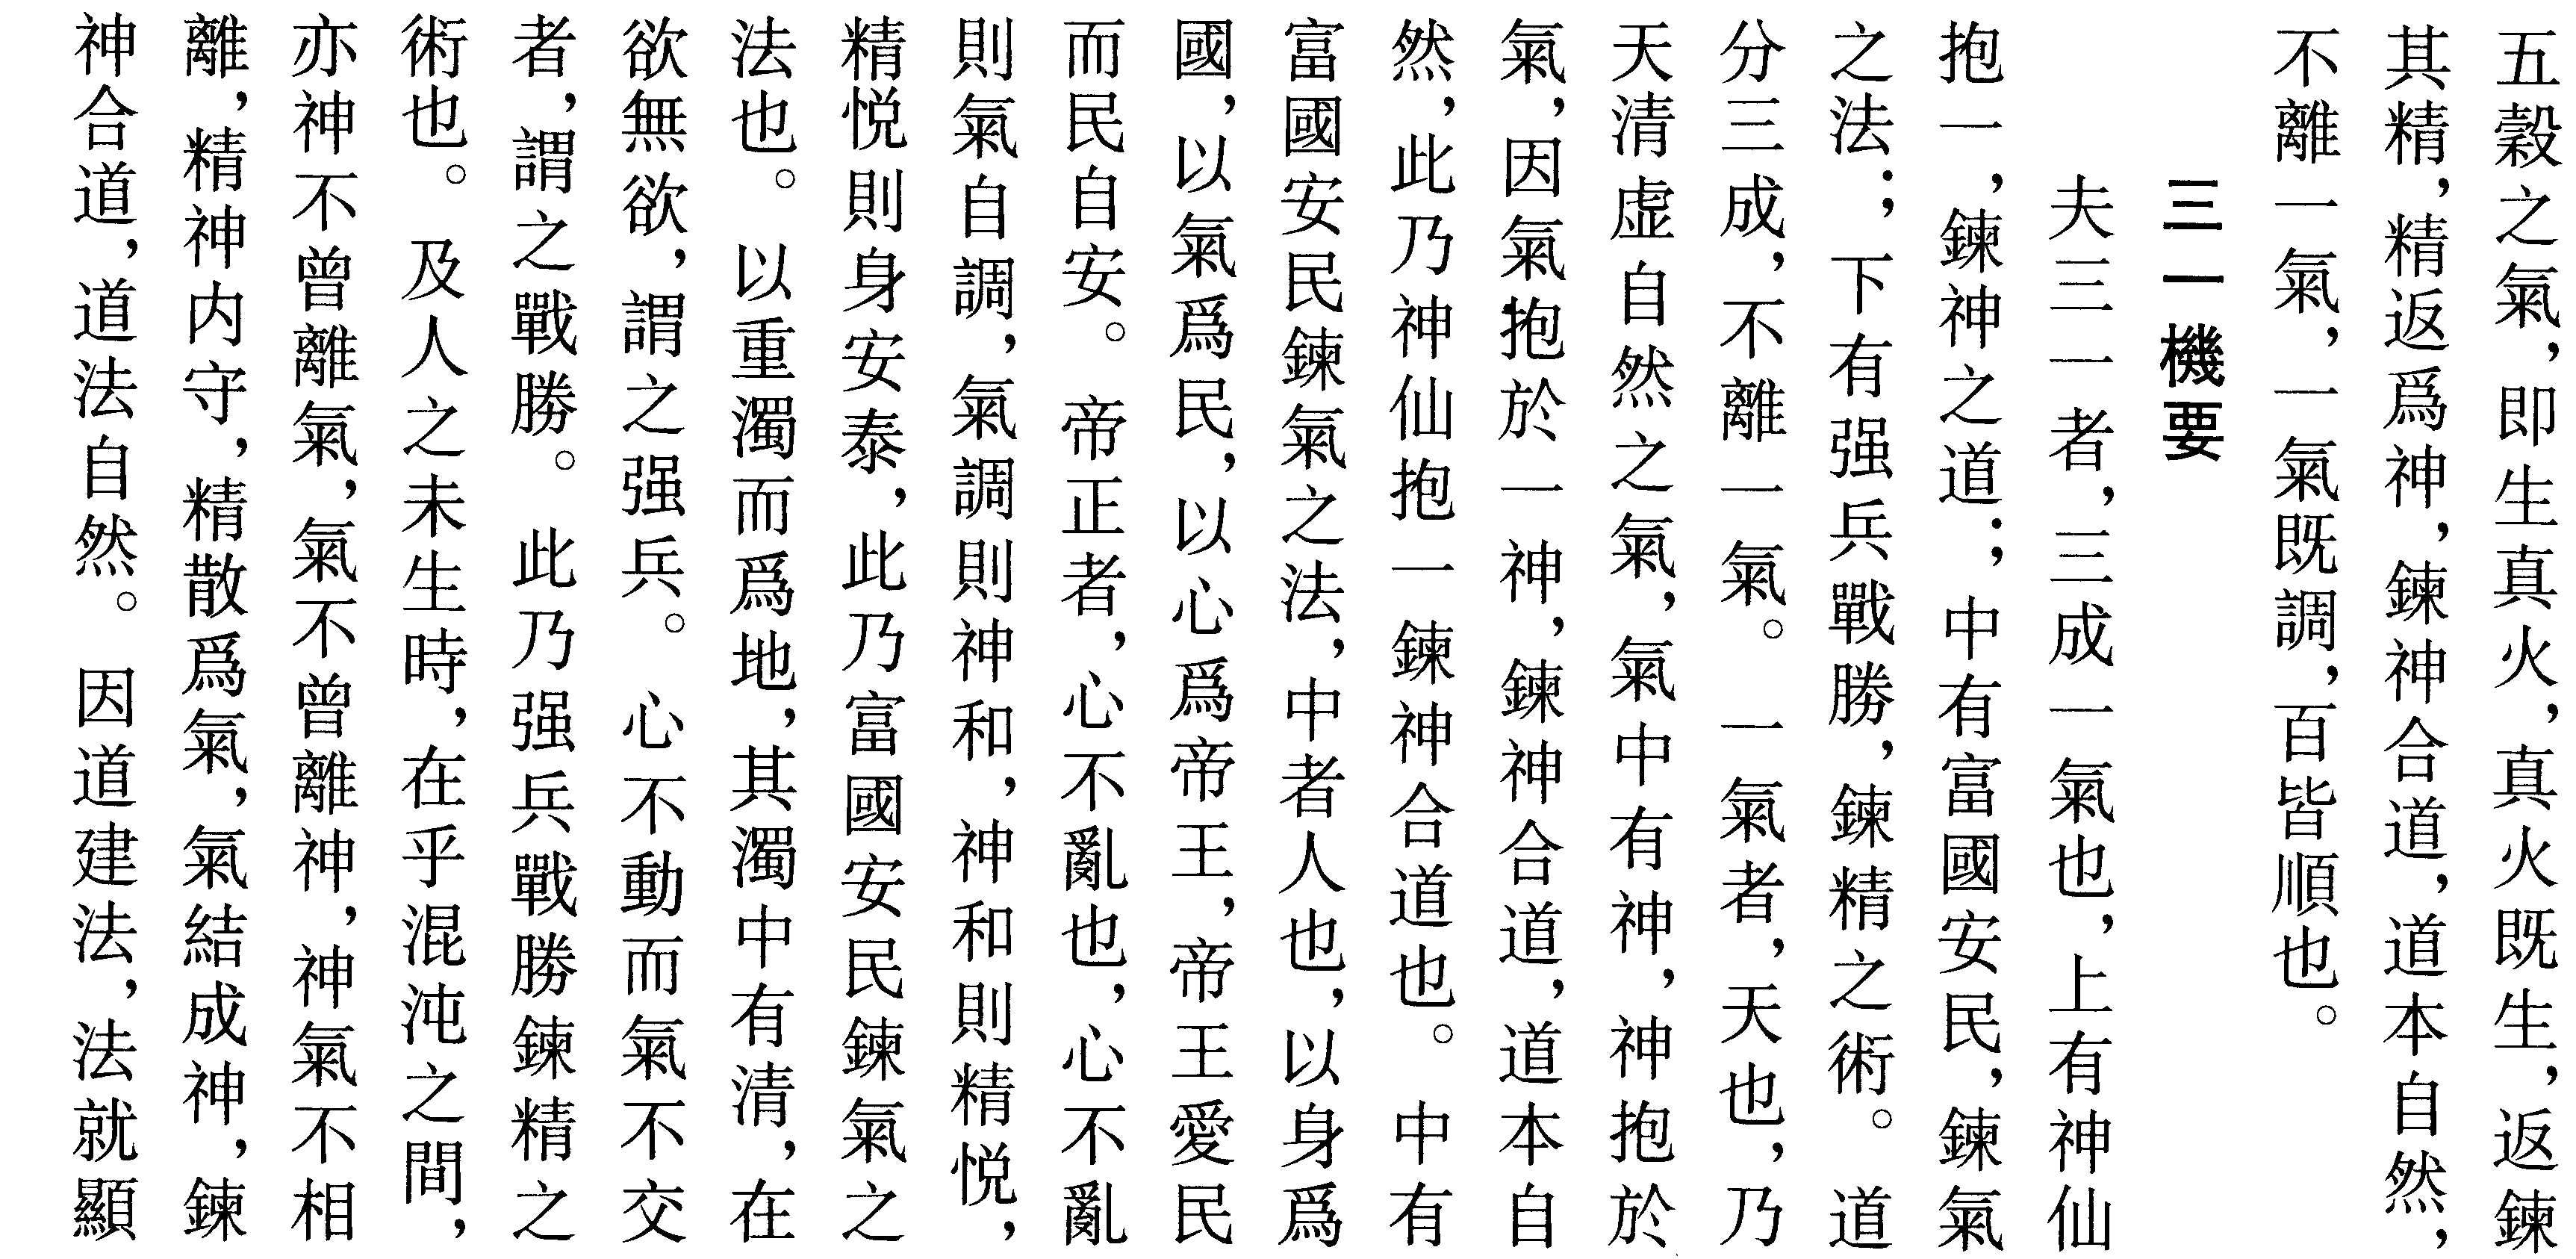 五穀之氣，即生真火，真火既生，返鍊
其精，精返爲神，鍊神合道，道本自然，
不離一氣，一氣既調，百皆順也。
三一機要
夫三一者，三成一氣也，上有神仙
抱一，鍊神之道；中有富國安民，鍊氣
之法；下有强兵戰勝，鍊精之術。道
分三成，不離一氣。一氣者，天也，乃
天清虛自然之氣，氣中有神，神抱於
氣，因氣抱於一神，鍊神合道，道本自
然，此乃神仙抱一鍊神合道也。中有
富國安民鍊氣之法，中者人也，以身爲
國，以氣爲民，以心爲帝王，帝王愛民
而民自安。帝正者，心不亂也，心不亂
則氣自調，氣調則神和，神和則精悦，
精悦則身安泰，此乃富國安民鍊氣之
法也。以重濁而爲地，其濁中有清，在
欲無欲，謂之强兵。心不動而氣不交
者，謂之戰勝。此乃强兵戰勝鍊精之
術也。及人之未生時，在乎混沌之間，
亦神不曾離氣，氣不曾離神，神氣不相
離，精神内守，精散爲氣，氣結成神，鍊
神合道，道法自然。因道建法，法就顯